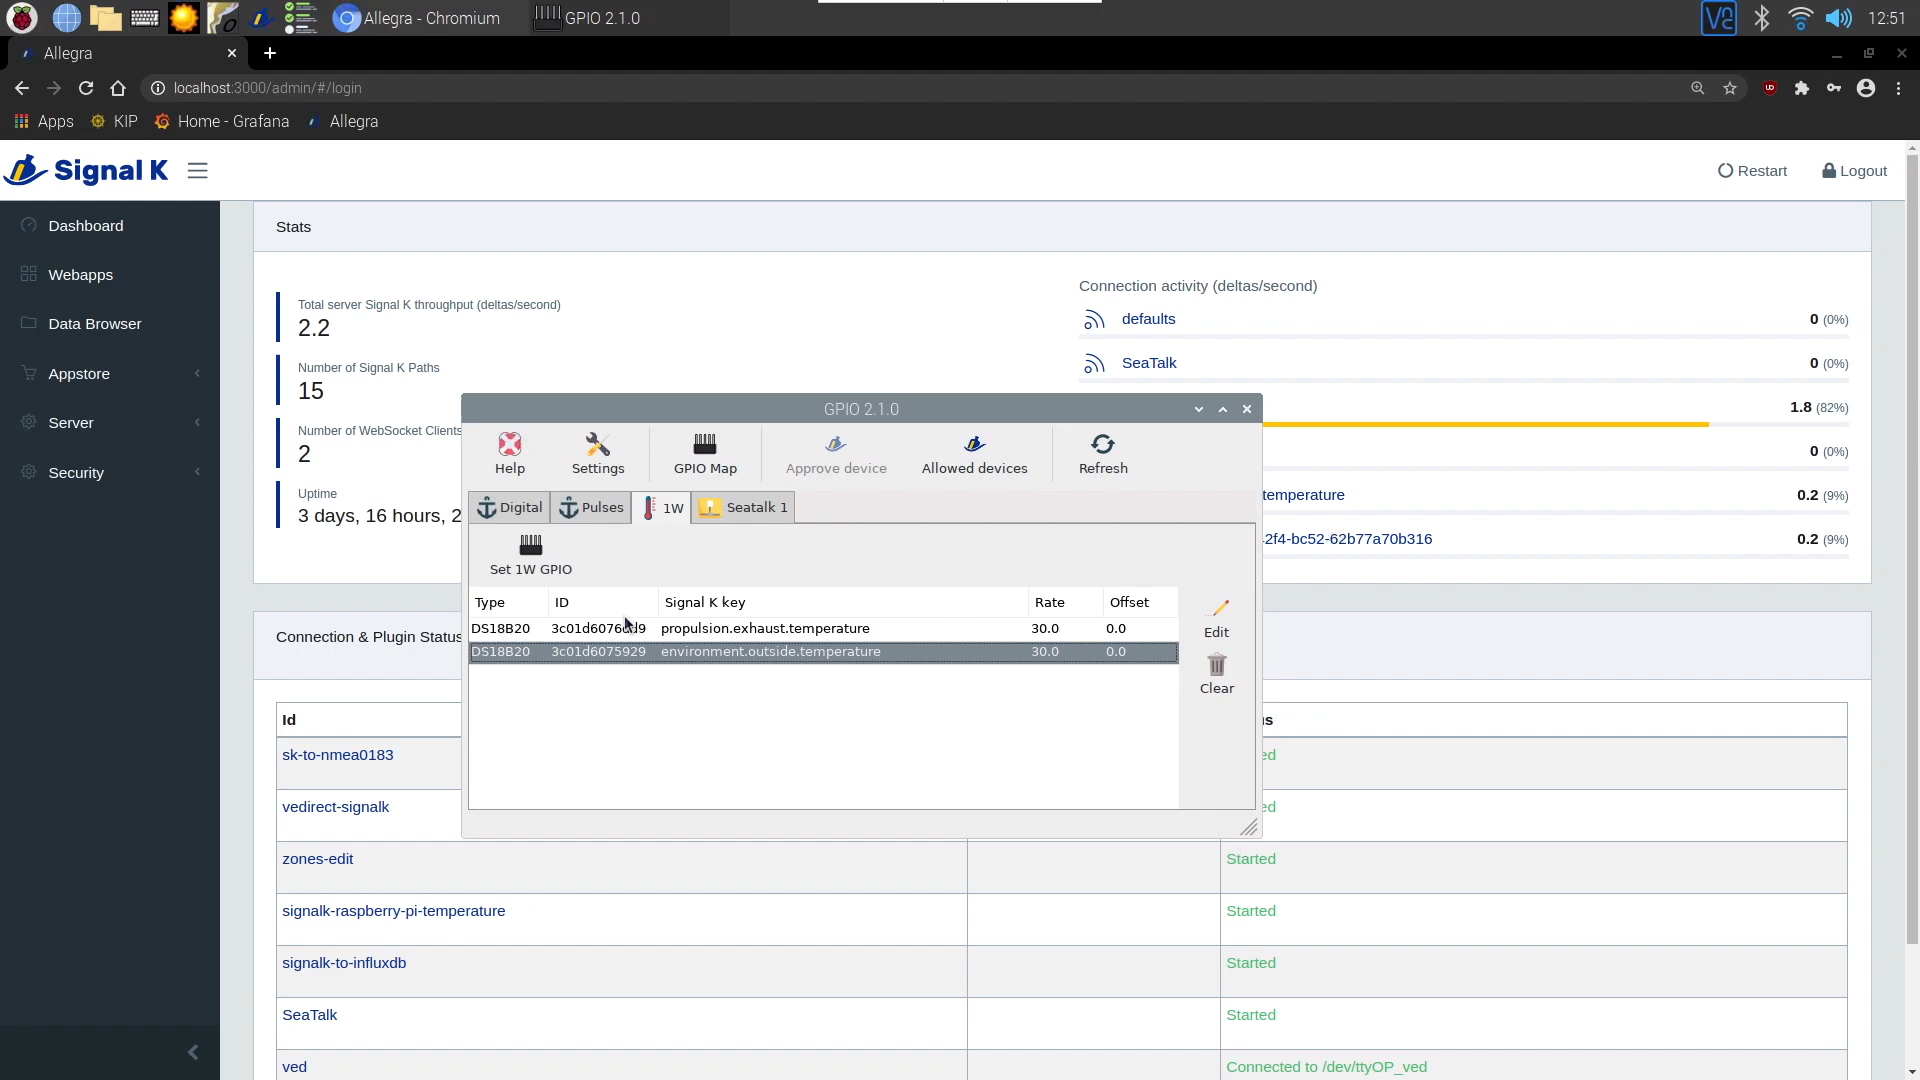 Allegra - Chromium
GPIO 2.1.0
12:51
Allegra
localhost:3000/admin/#/login
Apps
KIP
Home - Grafana
Allegra
Signal K
Restart
Logout
Dashboard
Webapps
Data Browser
Appstore
Server
Security
Stats
Total server Signal K throughput (deltas/second)
2.2
Number of Signal K Paths
15
Number of WebSocket Clients
2
Uptime
3 days, 16 hours, 2
Connection activity (deltas/second)
defaults
0 (0%)
SeaTalk
0 (0%)
1.8 (82%)
0 (0%)
temperature
0.2 (9%)
2f4-bc52-62b77a70b316
0.2 (9%)
GPIO 2.1.0
Help
Settings
GPIO Map
Approve device
Allowed devices
Refresh
Digital
Pulses
1W
Seatalk 1
Set 1W GPIO
Type ID Signal K key Rate Offset
DS18B20 propulsion.exhaust.temperature 30.0 0.0
DS18B20 3c01d6075929 environment.outside.temperature 30.0 0.0
Edit
Clear
Connection & Plugin Status
Id
us
sk-to-nmea0183
ed
vedirect-signalk
ed
zones-edit
Started
signalk-raspberry-pi-temperature
Started
signalk-to-influxdb
Started
SeaTalk
Started
ved
Connected to /dev/ttyOP_ved